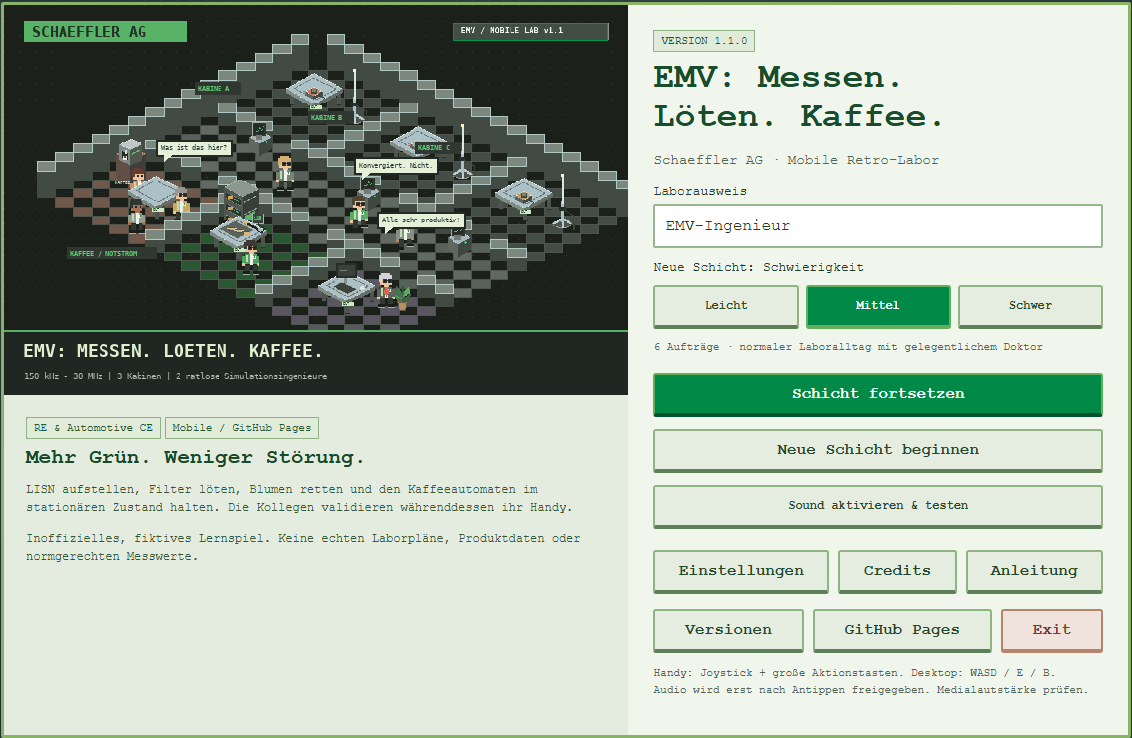 SCHAEFFLER AG
EMV / MOBILE LAB v1.1
KABINE A
KABINE B
KABINE C
Was ist das hier?
Konvergiert. Nicht.
Alle sehr produktiv!
KAFFEE / NOTSTROM
EMV: MESSEN. LOETEN. KAFFEE.
150 kHz - 30 MHz | 3 Kabinen | 2 ratlose Simulationsingenieure
RE & Automotive CE
Mobile / GitHub Pages
Mehr Grün. Weniger Störung.
LISN aufstellen, Filter löten, Blumen retten und den Kaffeeautomaten im
stationären Zustand halten. Die Kollegen validieren währenddessen ihr Handy.
Inoffizielles, fiktives Lernspiel. Keine echten Laborpläne, Produktdaten oder
normgerechten Messwerte.
VERSION 1.1.0
EMV: Messen.
Löten. Kaffee.
Schaeffler AG · Mobile Retro-Labor
Laborausweis
EMV-Ingenieur
Neue Schicht: Schwierigkeit
Leicht
Mittel
Schwer
6 Aufträge · normaler Laboralltag mit gelegentlichem Doktor
Schicht fortsetzen
Neue Schicht beginnen
Sound aktivieren & testen
Einstellungen
Credits
Anleitung
Versionen
GitHub Pages
Exit
Handy: Joystick + große Aktionstasten. Desktop: WASD / E / B.
Audio wird erst nach Antippen freigegeben. Medialautstärke prüfen.